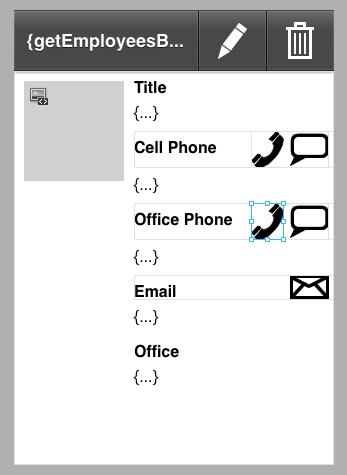 {getEmployeesB...
Title
{...}
Cell Phone
{...}
Office Phone
{...}
Email
{...}
Office
{...}